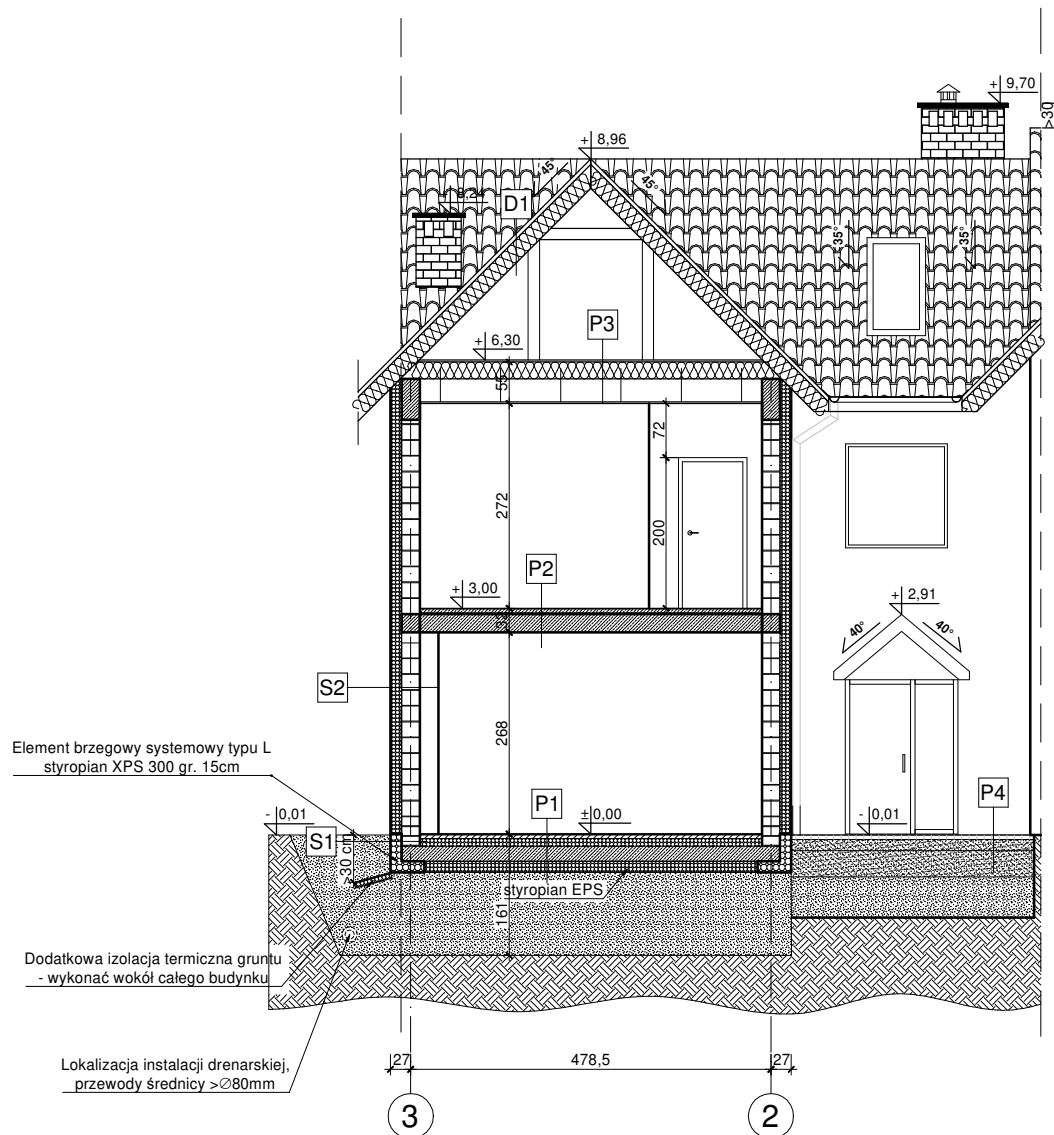 + 9,70
>30
+ 8,96
45°
45°
+ 8,24
D1
35°
35°
P3
+ 6,30
55
72
272
200
P2
+ 3,00
32
+ 2,91
40°
40°
S2
268
Element brzegowy systemowy typu L
styropian XPS 300 gr. 15cm
P1
P4
- 0,01
± 0,00
- 0,01
S1
>30 cm
styropian EPS
161
Dodatkowa izolacja termiczna gruntu
- wykonać wokół całego budynku
Lokalizacja instalacji drenarskiej,
przewody średnicy >∅80mm
27
478,5
27
3
2